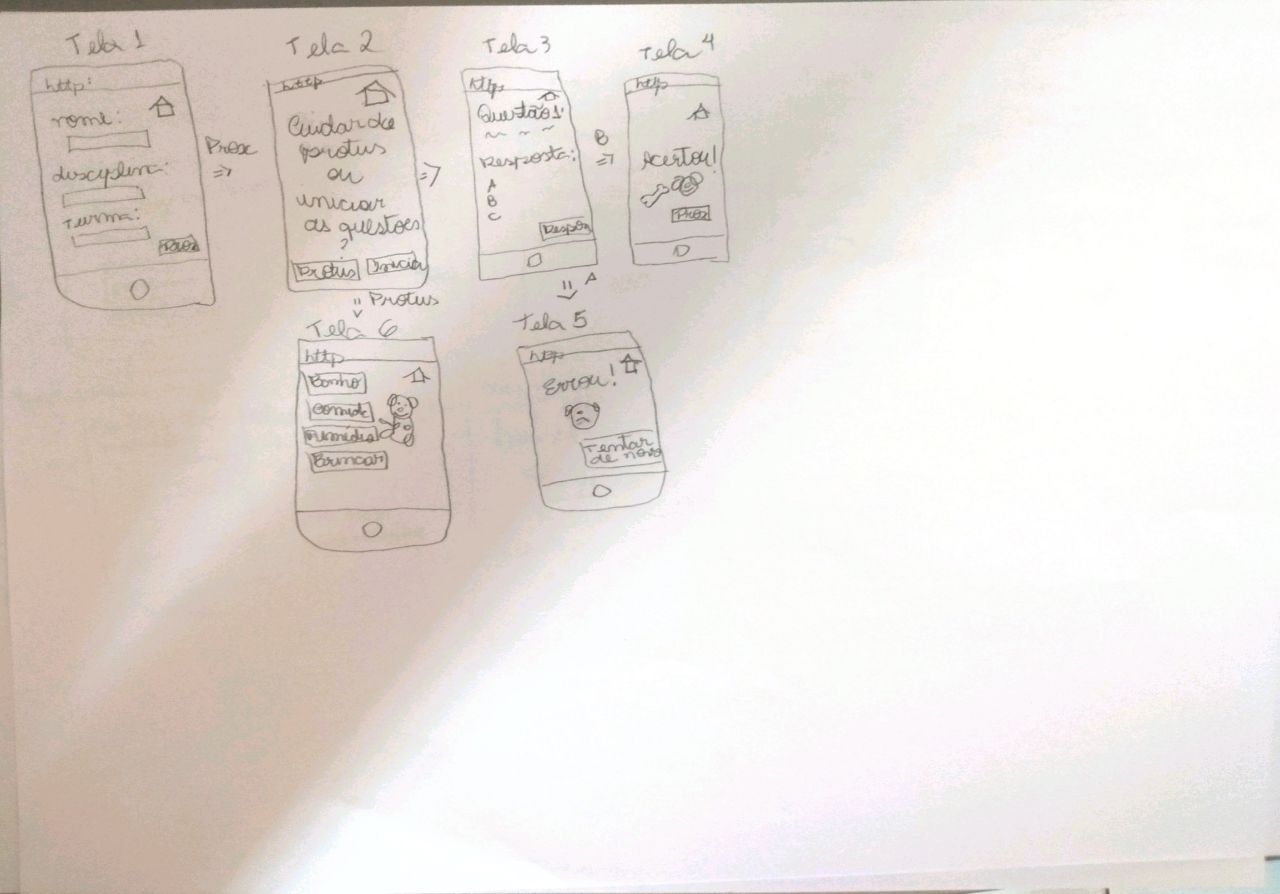 Tela 1
http:
nome:
disciplina:
Turma:
Prox
Prox
=>
Tela 2
http
Cuidar de
protus
ou
iniciar
as questões
?
Protus
Iniciar
=>
Protus
Tela 3
http
Questão 1:
Resposta:
A
B
C
Respon
B
=>
A
Tela 4
http
Acertou!
Prox
Tela 5
http
Errou!
Tentar
de novo
Tela 6
http
Banho
comida
Remédio
Brincar